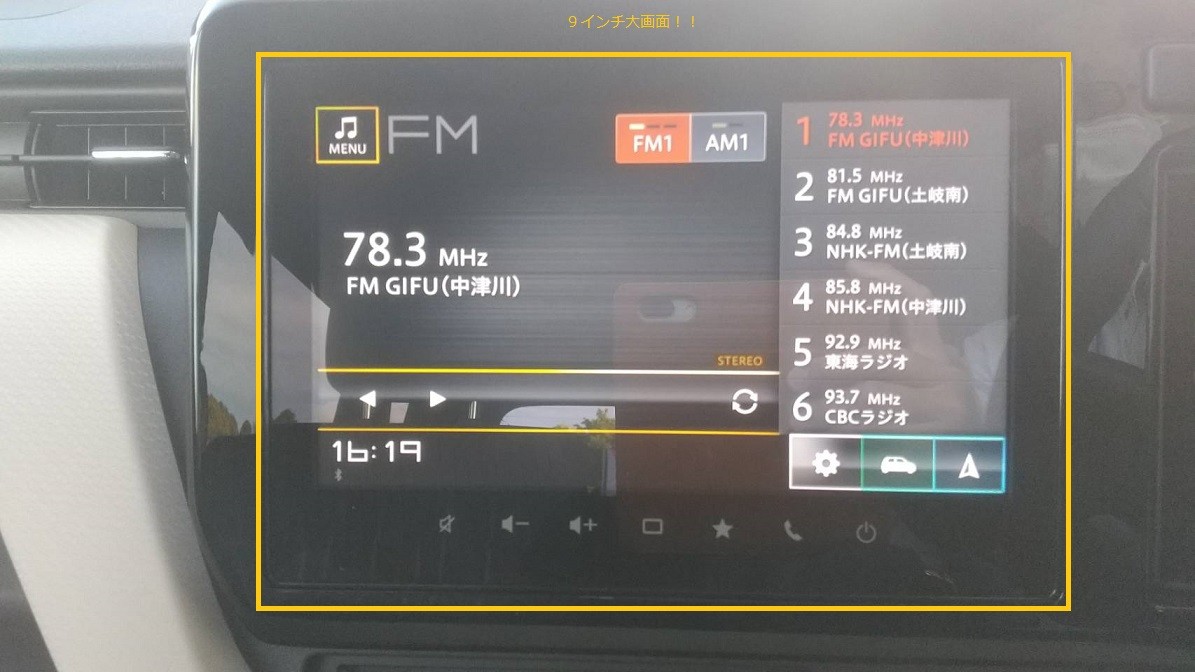 ９インチ大画面！！
MENU
FM
FM1
AM1
78.3 MHz
FM GIFU(中津川)
STEREO
16:19
1 78.3 MHz
FM GIFU(中津川)
2 81.5 MHz
FM GIFU(土岐南)
3 84.8 MHz
NHK-FM(土岐南)
4 85.8 MHz
NHK-FM(中津川)
5 92.9 MHz
東海ラジオ
6 93.7 MHz
CBCラジオ